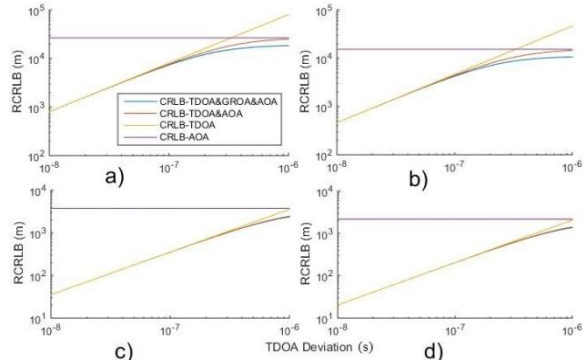 10^5
10^4
10^3
10^2
RCRLB (m)
CRLB-TDOA&GROA&AOA
CRLB-TDOA&AOA
CRLB-TDOA
CRLB-AOA
10^-8
10^-7
10^-6
a)
10^5
10^4
10^3
10^2
RCRLB (m)
10^-8
10^-7
10^-6
b)
10^4
10^3
10^2
10^1
RCRLB (m)
10^-8
10^-7
10^-6
c)
10^4
10^3
10^2
10^1
RCRLB (m)
10^-8
10^-7
10^-6
d)
TDOA Deviation (s)